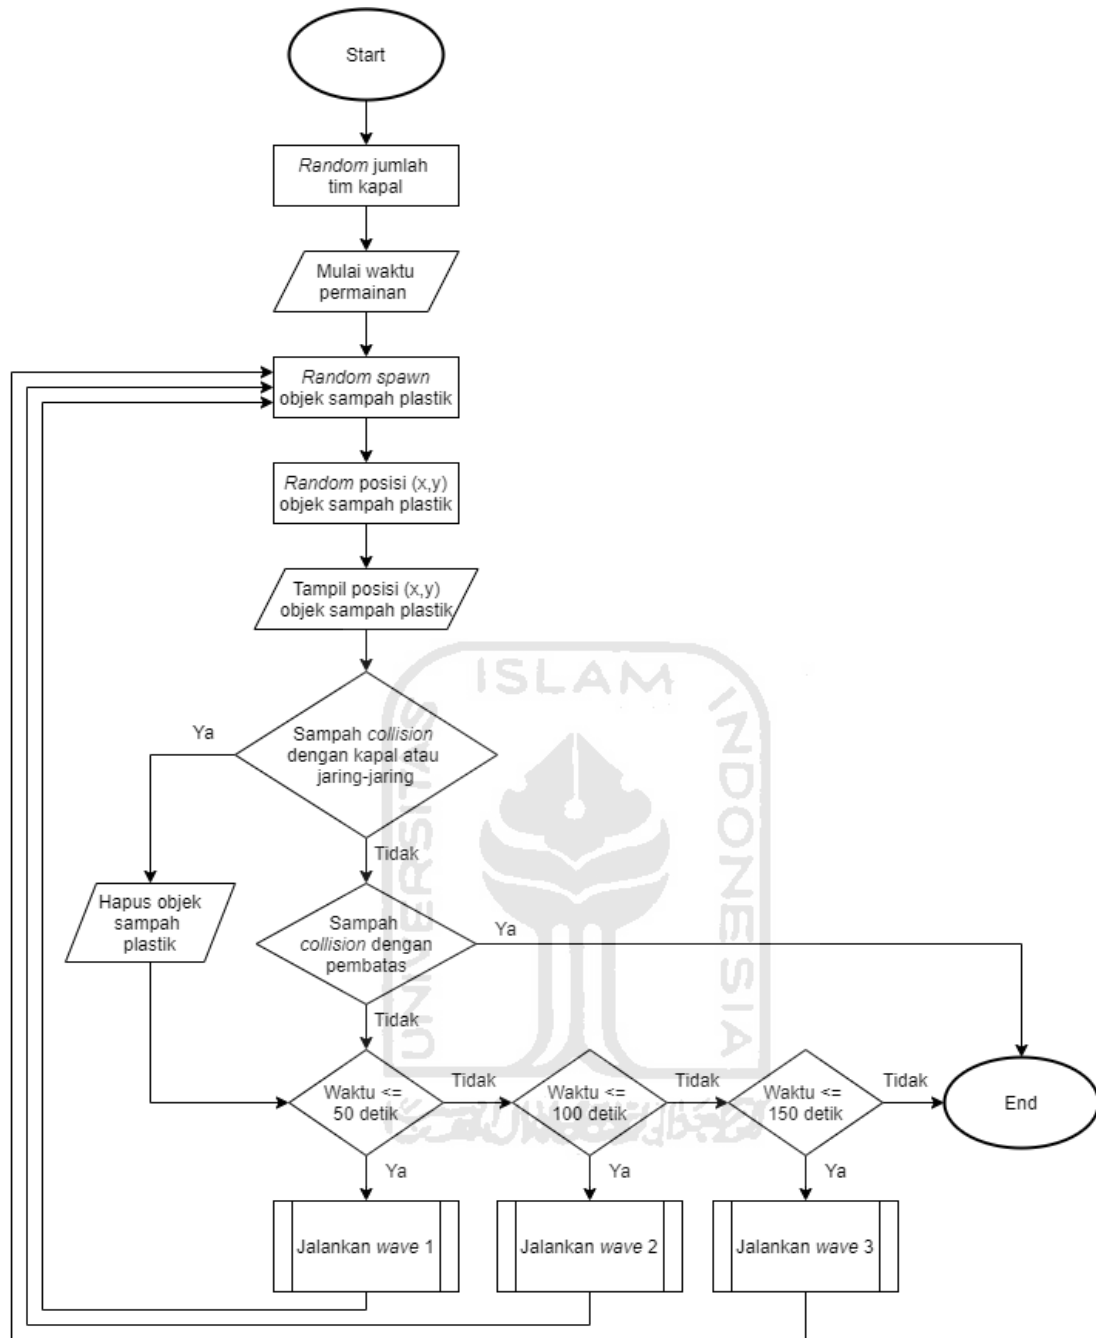 Start
Random jumlah
tim kapal
Mulai waktu
permainan
Random spawn
objek sampah plastik
Random posisi (x,y)
objek sampah plastik
Tampil posisi (x,y)
objek sampah plastik
Ya
Sampah collision
dengan kapal atau
jaring-jaring
Tidak
Hapus objek
sampah
plastik
Sampah
collision dengan
pembatas
Ya
Tidak
Waktu <=
50 detik
Tidak
Waktu <=
100 detik
Tidak
Waktu <=
150 detik
Tidak
End
Ya
Ya
Ya
Jalankan wave 1
Jalankan wave 2
Jalankan wave 3
UNIVERSITAS
ISLAM
INDONESIA